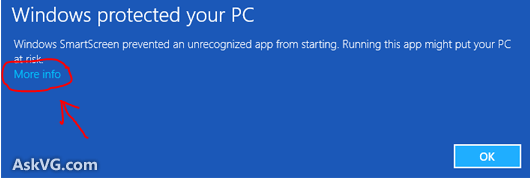 Windows protected your PC
Windows SmartScreen prevented an unrecognized app from starting. Running this app might put your PC
at risk.
More info
OK
AskVG.com